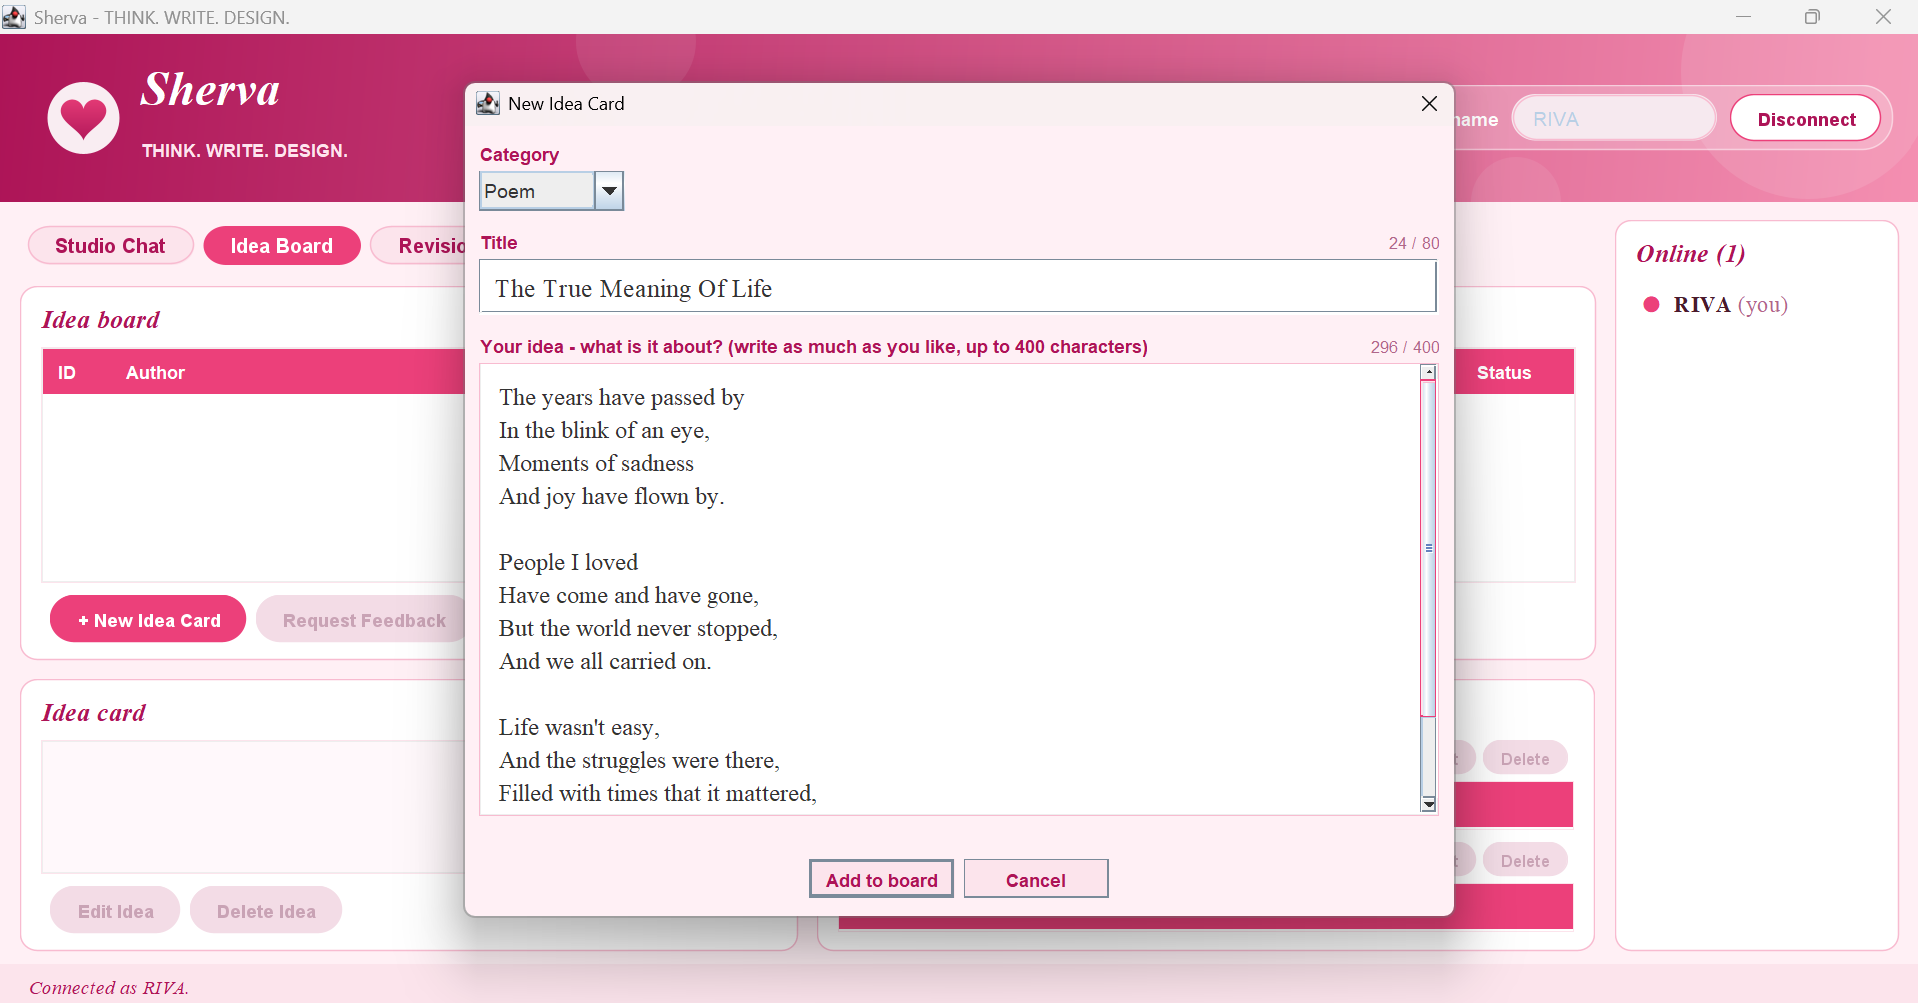 Sherva - THINK. WRITE. DESIGN.
Sherva
THINK. WRITE. DESIGN.
name
RIVA
Disconnect
Studio Chat
Idea Board
Revisio
Idea board
ID
Author
Status
+ New Idea Card
Request Feedback
Idea card
Edit Idea
Delete Idea
Delete
Delete
Online (1)
RIVA (you)
New Idea Card
Category
Poem
Title
24 / 80
The True Meaning Of Life
Your idea - what is it about? (write as much as you like, up to 400 characters)
296 / 400
The years have passed by
In the blink of an eye,
Moments of sadness
And joy have flown by.
People I loved
Have come and have gone,
But the world never stopped,
And we all carried on.
Life wasn't easy,
And the struggles were there,
Filled with times that it mattered,
Add to board
Cancel
Connected as RIVA.